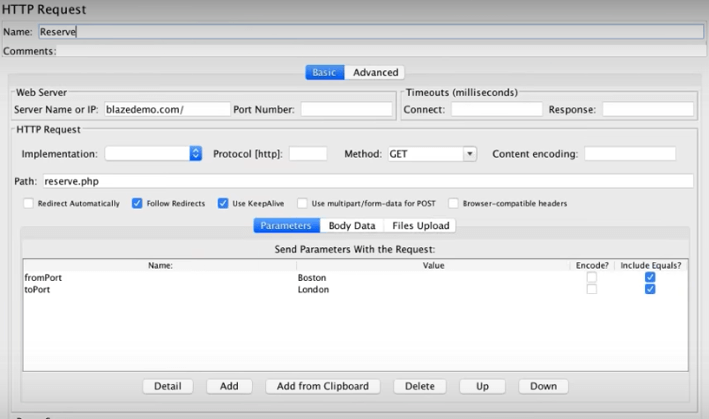 HTTP Request
Name: Reserve
Comments:
Basic Advanced
Web Server Timeouts (milliseconds)
Server Name or IP: blazedemo.com/ Port Number: Connect: Response:
HTTP Request
Implementation: Protocol [http]: Method: GET Content encoding:
Path: reserve.php
Redirect Automatically Follow Redirects Use KeepAlive Use multipart/form-data for POST Browser-compatible headers
Parameters Body Data Files Upload
Send Parameters With the Request:
Name: Value Encode? Include Equals?
fromPort Boston
toPort London
Detail Add Add from Clipboard Delete Up Down